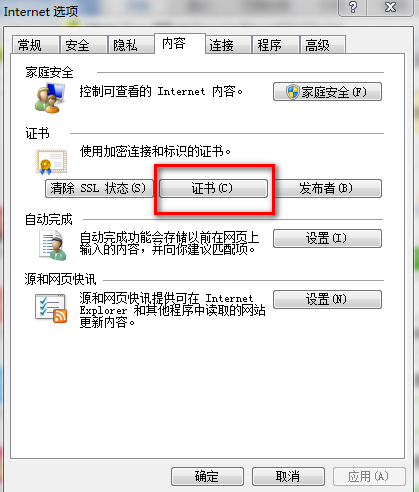 Internet 选项
常规 安全 隐私 内容 连接 程序 高级
家庭安全
控制可查看的 Internet 内容。 家庭安全(F)
证书
使用加密连接和标识的证书。
清除 SSL 状态(S) 证书(C) 发布者(B)
自动完成
自动完成功能会存储以前在网页上
输入的内容，并向你建议匹配项。
设置(I)
源和网页快讯
源和网页快讯提供可在 Internet
Explorer 和其他程序中读取的网站
更新内容。
设置(N)
确定 取消 应用(A)